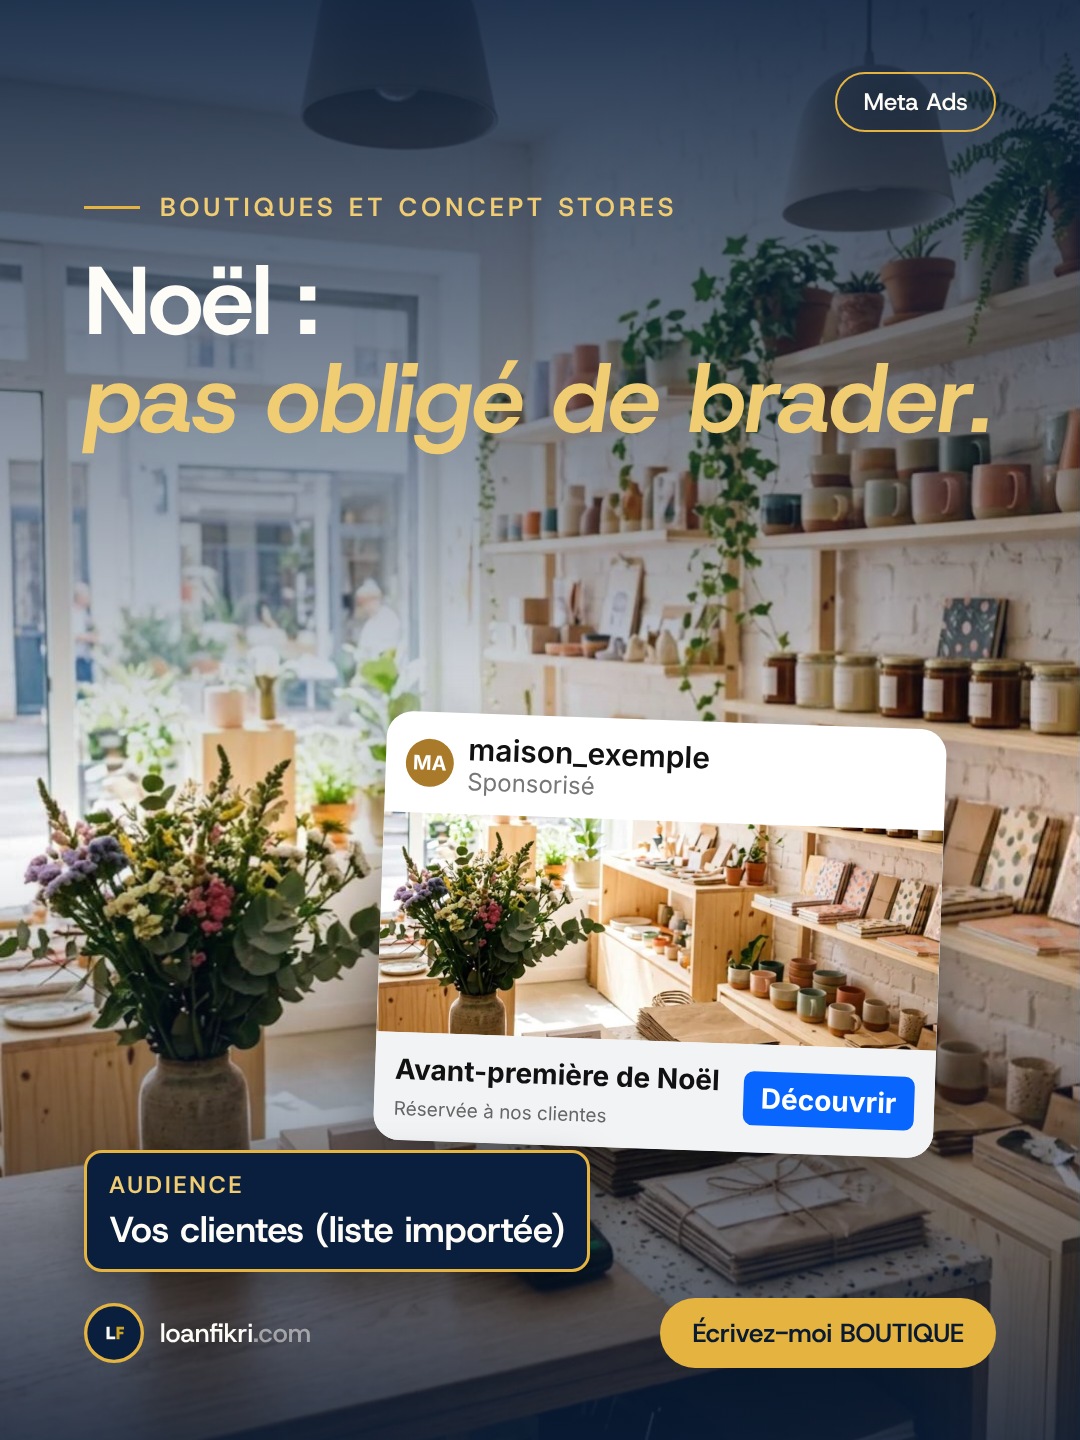 Meta Ads
BOUTIQUES ET CONCEPT STORES
Noël :
pas obligé de brader.
MA
maison_exemple
Sponsorisé
Avant-première de Noël
Réservée à nos clientes
Découvrir
AUDIENCE
Vos clientes (liste importée)
LF
loanfikri.com
Écrivez-moi BOUTIQUE